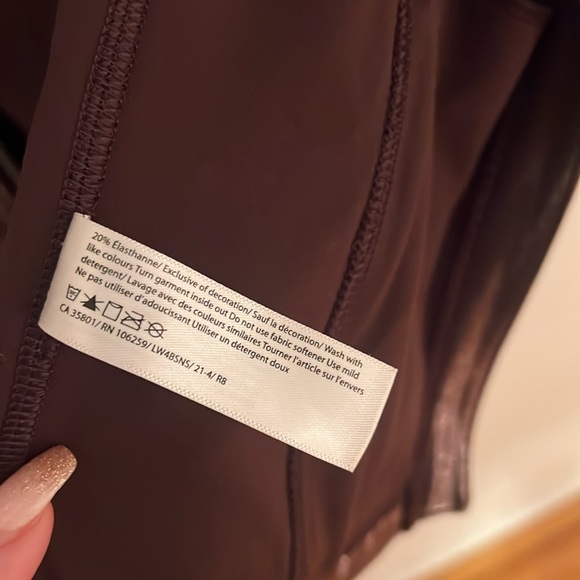 20% Elasthanne/ Exclusive of decoration/ Sauf la décoration/ Wash with
like colours Turn garment inside out Do not use fabric softener Use mild
detergent/ Lavage avec des couleurs similaires Tourner l'article sur l'envers
Ne pas utiliser d'adoucissant Utiliser un détergent doux
CA 35801/ RN 106259/ LW4BSNS/ 21-4/ R8